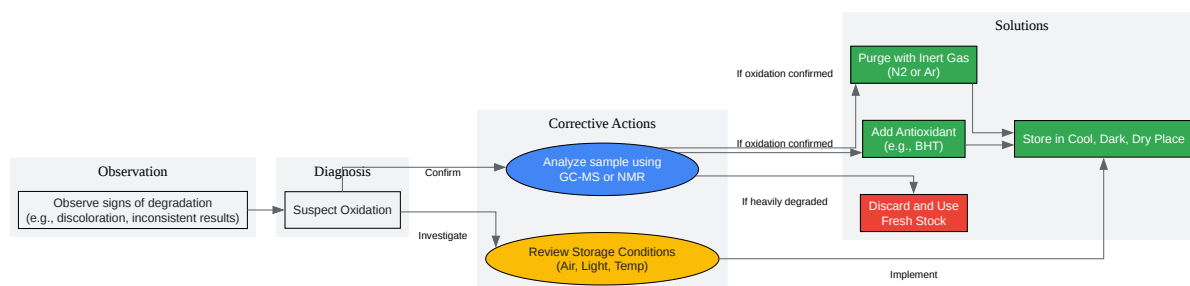 Observation
Observe signs of degradation
(e.g., discoloration, inconsistent results)
Diagnosis
Suspect Oxidation
Confirm
Investigate
Corrective Actions
Analyze sample using
GC-MS or NMR
Review Storage Conditions
(Air, Light, Temp)
If oxidation confirmed
If oxidation confirmed
If heavily degraded
Implement
Solutions
Purge with Inert Gas
(N2 or Ar)
Add Antioxidant
(e.g., BHT)
Discard and Use
Fresh Stock
Store in Cool, Dark, Dry Place